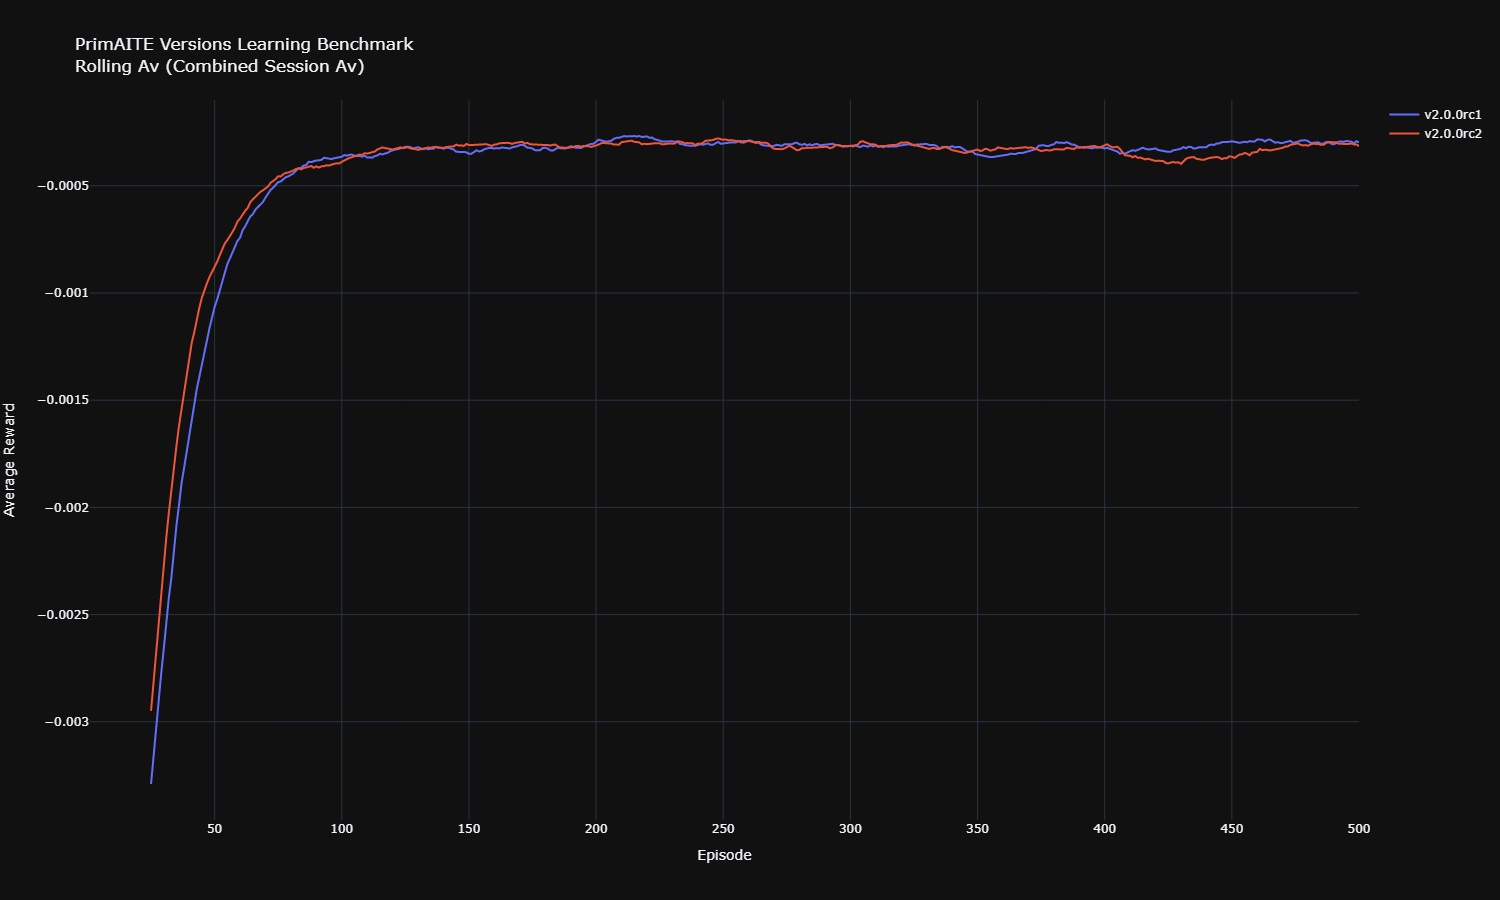 PrimAITE Versions Learning Benchmark
Rolling Av (Combined Session Av)
v2.0.0rc1
v2.0.0rc2
−0.0005
−0.001
−0.0015
−0.002
−0.0025
−0.003
Average Reward
50 100 150 200 250 300 350 400 450 500
Episode